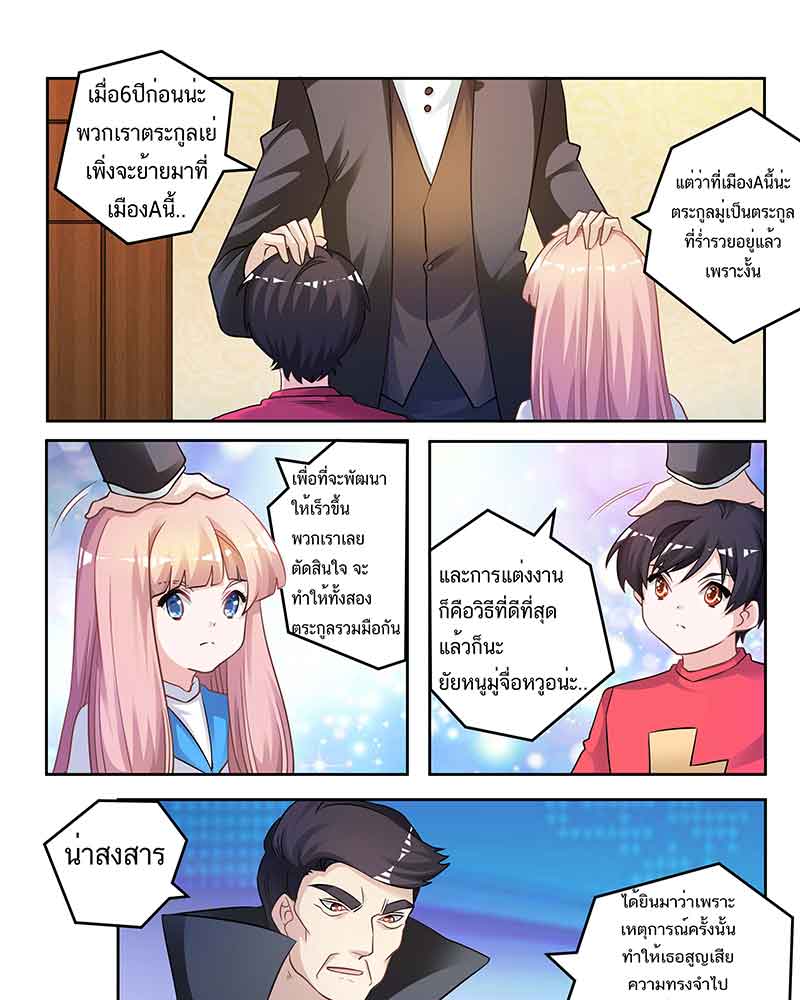 เมื่อ6ปีก่อนน่ะ
พวกเราตระกูลเย่
เพิ่งจะย้ายมาที่
เมืองAนี้..
แต่ว่าที่เมืองAนี้น่ะ
ตระกูลมู่เป็นตระกูล
ที่ร่ำรวยอยู่แล้ว
เพราะงั้น
เพื่อที่จะพัฒนา
ให้เร็วขึ้น
พวกเราเลย
ตัดสินใจ จะ
ทำให้ทั้งสอง
ตระกูลรวมมือกัน
และการแต่งงาน
ก็คือวิธีที่ดีที่สุด
แล้วก็นะ
ยัยหนูมู่จื่อหวูอน่ะ..
น่าสงสาร
ได้ยินมาว่าเพราะ
เหตุการณ์ครั้งนั้น
ทำให้เธอสูญเสีย
ความทรงจำไป